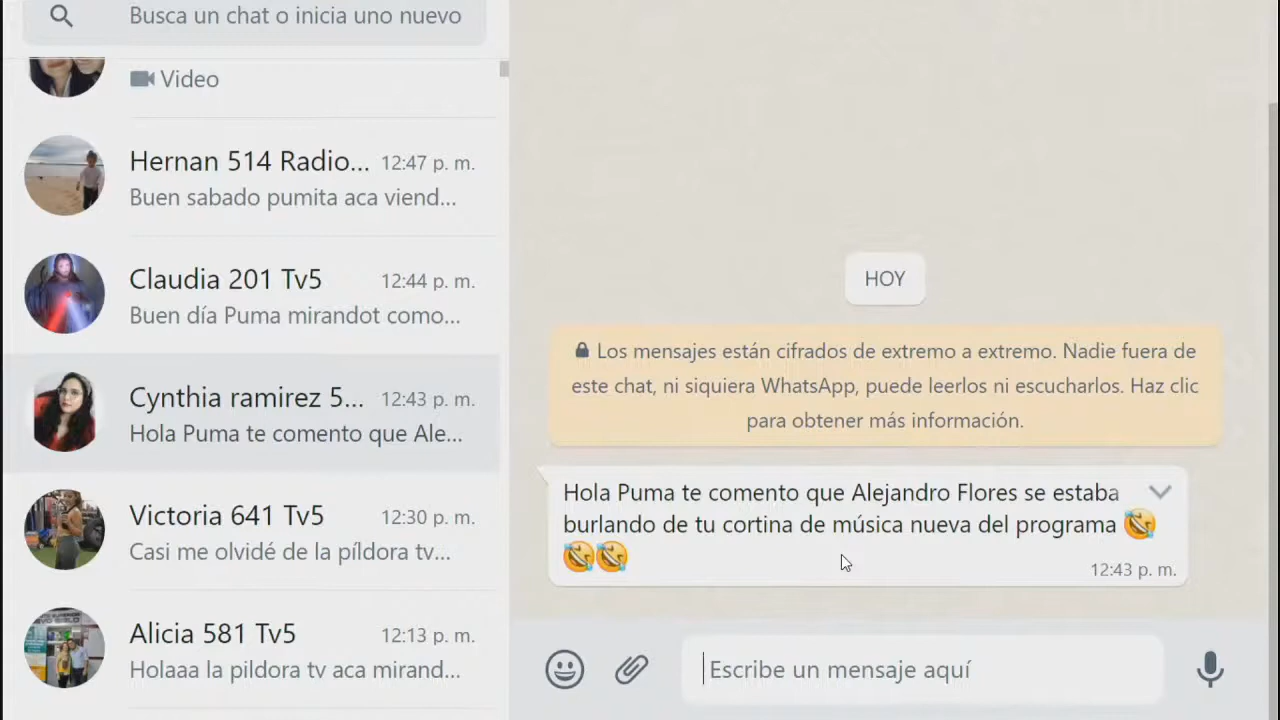 Busca un chat o inicia uno nuevo
Video
Hernan 514 Radio... 12:47 p. m.
Buen sabado pumita aca viend...
Claudia 201 Tv5 12:44 p. m.
Buen día Puma mirandot como...
Cynthia ramirez 5... 12:43 p. m.
Hola Puma te comento que Ale...
Victoria 641 Tv5 12:30 p. m.
Casi me olvidé de la píldora tv...
Alicia 581 Tv5 12:13 p. m.
Holaaa la pildora tv aca mirand...
HOY
Los mensajes están cifrados de extremo a extremo. Nadie fuera de
este chat, ni siquiera WhatsApp, puede leerlos ni escucharlos. Haz clic
para obtener más información.
Hola Puma te comento que Alejandro Flores se estaba
burlando de tu cortina de música nueva del programa 🤣
🤣🤣
12:43 p. m.
Escribe un mensaje aquí